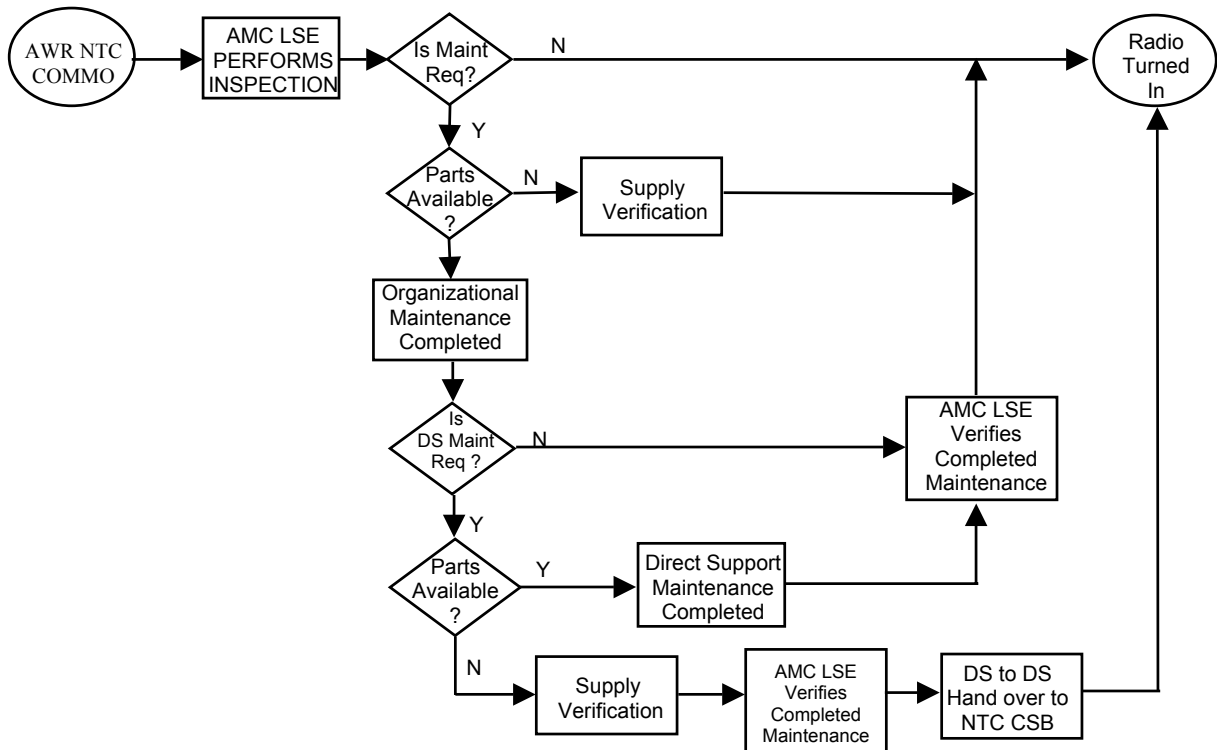 AWR NTC
COMMO
AMC LSE
PERFORMS
INSPECTION
Is Maint
Req?
N
Radio
Turned
In
Y
Parts
Available
?
N
Supply
Verification
Organizational
Maintenance
Completed
Is
DS Maint
Req ?
N
AMC LSE
Verifies
Completed
Maintenance
Y
Parts
Available
?
Y
Direct Support
Maintenance
Completed
N
Supply
Verification
AMC LSE
Verifies
Completed
Maintenance
DS to DS
Hand over to
NTC CSB